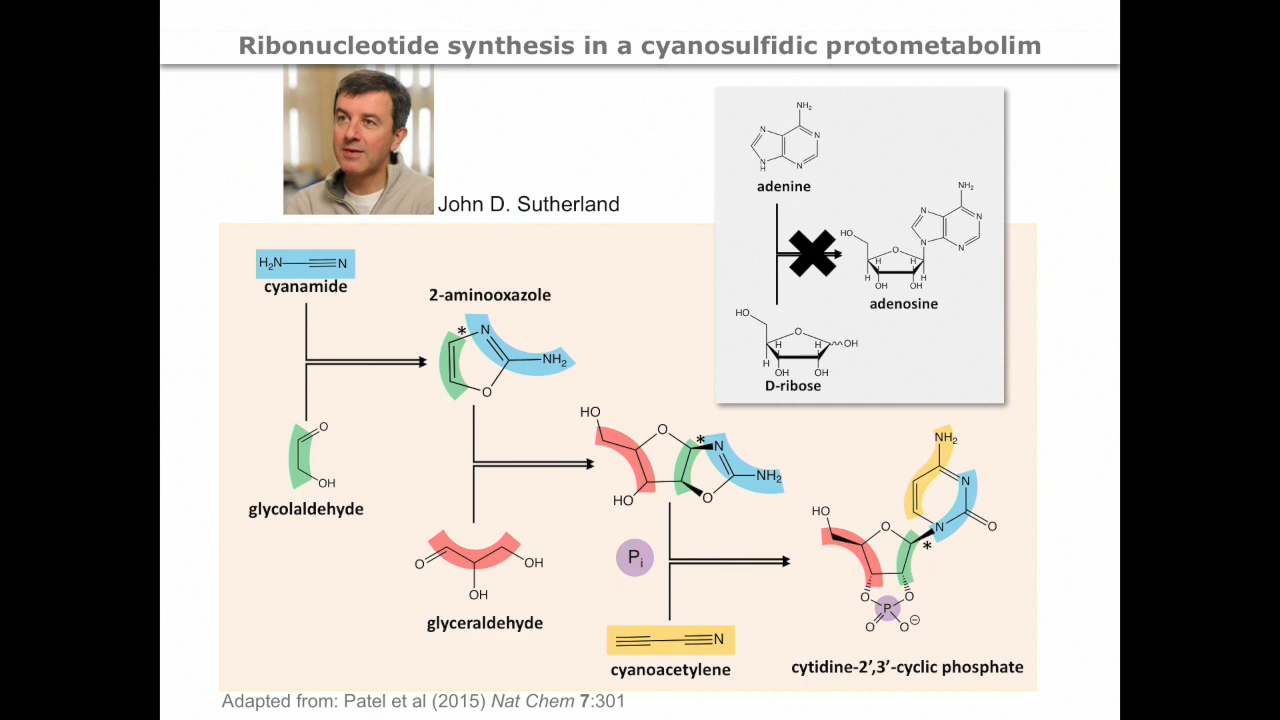 Ribonucleotide synthesis in a cyanosulfidic protometabolim
John D. Sutherland
NH₂
N
N
N
H
N
adenine
NH₂
N
N
N
N
HO
O
H
H
H
OH
OH
adenosine
HO
O
H
H
OH
H
OH
OH
D-ribose
H₂N
N
cyanamide
2-aminooxazole
*
N
NH₂
O
O
OH
glycolaldehyde
HO
O
*
N
NH₂
HO
O
O
OH
OH
glyceraldehyde
Pᵢ
N
cyanoacetylene
NH₂
N
HO
O
N
O
*
O
O
P
O
O⊖
cytidine-2’,3’-cyclic phosphate
Adapted from: Patel et al (2015) Nat Chem 7:301